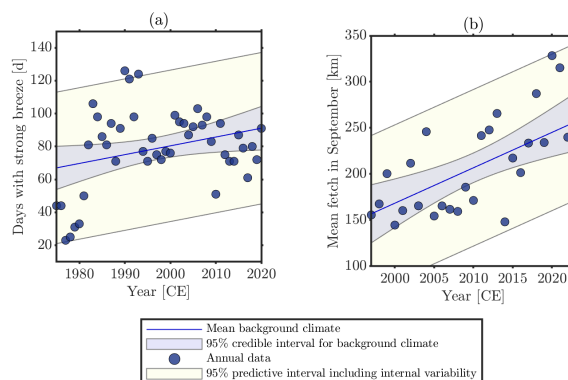 (a)
Days with strong breeze [d]
140
120
100
80
60
40
20
1980
1990
2000
2010
2020
Year [CE]
(b)
Mean fetch in September [km]
350
300
250
200
150
100
2000
2010
2020
Year [CE]
Mean background climate
95% credible interval for background climate
Annual data
95% predictive interval including internal variability